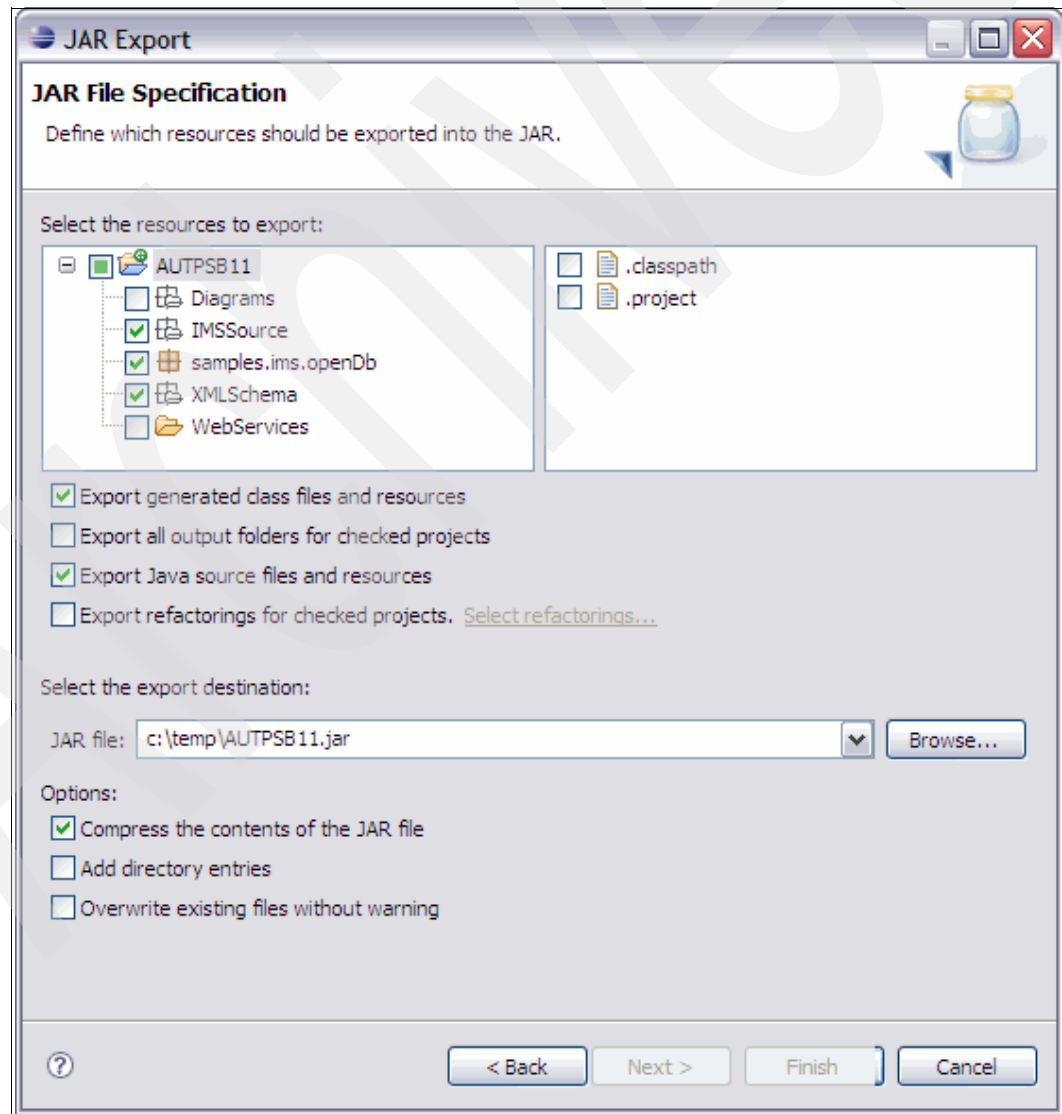 JAR Export
JAR File Specification
Define which resources should be exported into the JAR.
Select the resources to export:
AUTPSB11
Diagrams
IMSSource
samples.ims.openDb
XMLSchema
WebServices
.classpath
.project
Export generated class files and resources
Export all output folders for checked projects
Export Java source files and resources
Export refactorings for checked projects. Select refactorings...
Select the export destination:
JAR file: c:\temp\AUTPSB11.jar Browse...
Options:
Compress the contents of the JAR file
Add directory entries
Overwrite existing files without warning
? < Back Next > Finish Cancel